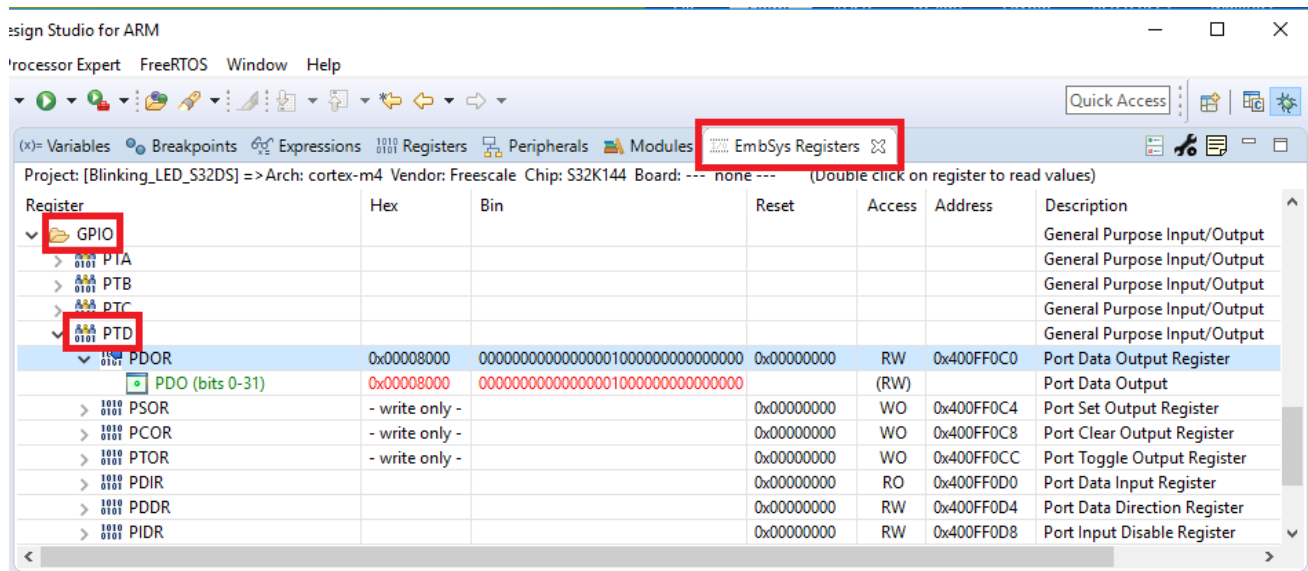 esign Studio for ARM
Processor Expert FreeRTOS Window Help
Quick Access
(x)= Variables Breakpoints Expressions 1010 0101 Registers Peripherals Modules EmbSys Registers
Project: [Blinking_LED_S32DS] =>Arch: cortex-m4 Vendor: Freescale Chip: S32K144 Board: --- none --- (Double click on register to read values)
Register Hex Bin Reset Access Address Description
GPIO General Purpose Input/Output
PTA General Purpose Input/Output
PTB General Purpose Input/Output
PTC General Purpose Input/Output
PTD General Purpose Input/Output
PDOR 0x00008000 00000000000000001000000000000000 0x00000000 RW 0x400FF0C0 Port Data Output Register
PDO (bits 0-31) 0x00008000 00000000000000001000000000000000 (RW) Port Data Output
PSOR - write only - 0x00000000 WO 0x400FF0C4 Port Set Output Register
PCOR - write only - 0x00000000 WO 0x400FF0C8 Port Clear Output Register
PTOR - write only - 0x00000000 WO 0x400FF0CC Port Toggle Output Register
PDIR 0x00000000 RO 0x400FF0D0 Port Data Input Register
PDDR 0x00000000 RW 0x400FF0D4 Port Data Direction Register
PIDR 0x00000000 RW 0x400FF0D8 Port Input Disable Register